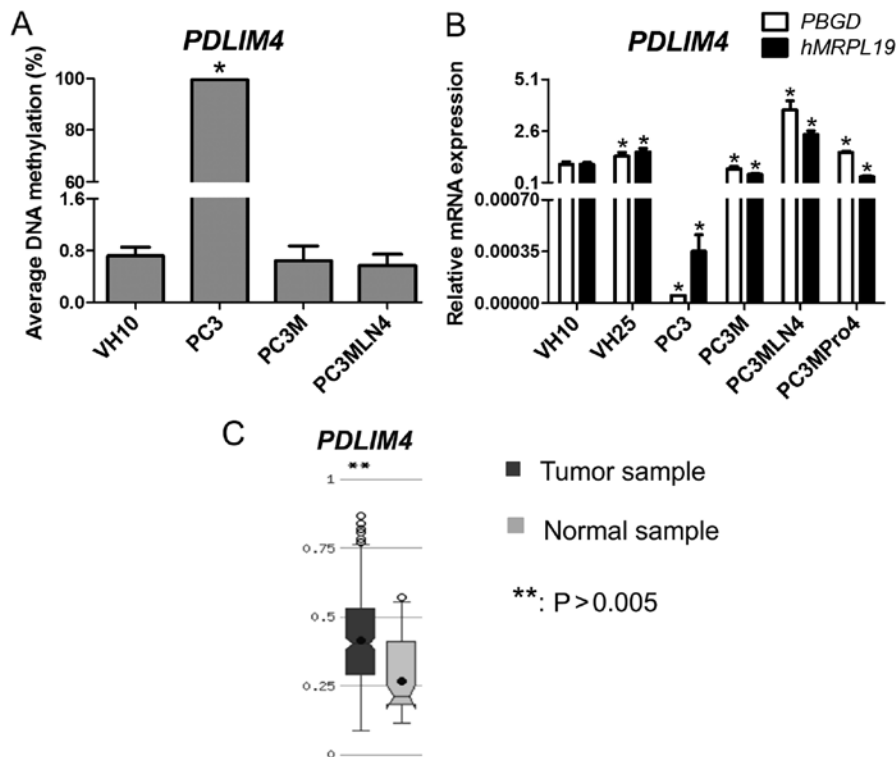 A
PDLIM4
Average DNA methylation (%)
100
80
60
1.6
0.8
0.0
*
VH10
PC3
PC3M
PC3MLN4
B
PDLIM4
PBGD
hMRPL19
Relative mRNA expression
5.1
2.6
0.1
0.00070
0.00035
0.00000
* *
* *
* *
* *
* *
VH10
VH25
PC3
PC3M
PC3MLN4
PC3MPro4
C
PDLIM4
**
1
0.75
0.5
0.25
0
Tumor sample
Normal sample
**: P>0.005